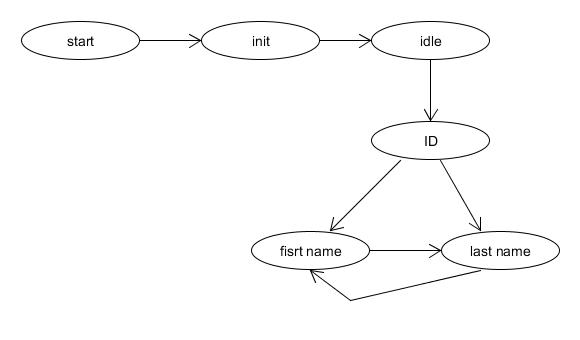 start
init
idle
ID
fisrt name
last name